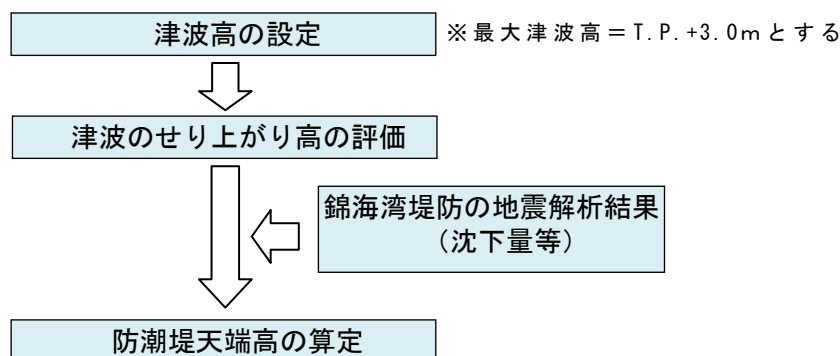 津波高の設定
※最大津波高＝T.P.+3.0mとする
津波のせり上がり高の評価
錦海湾堤防の地震解析結果
（沈下量等）
防潮堤天端高の算定